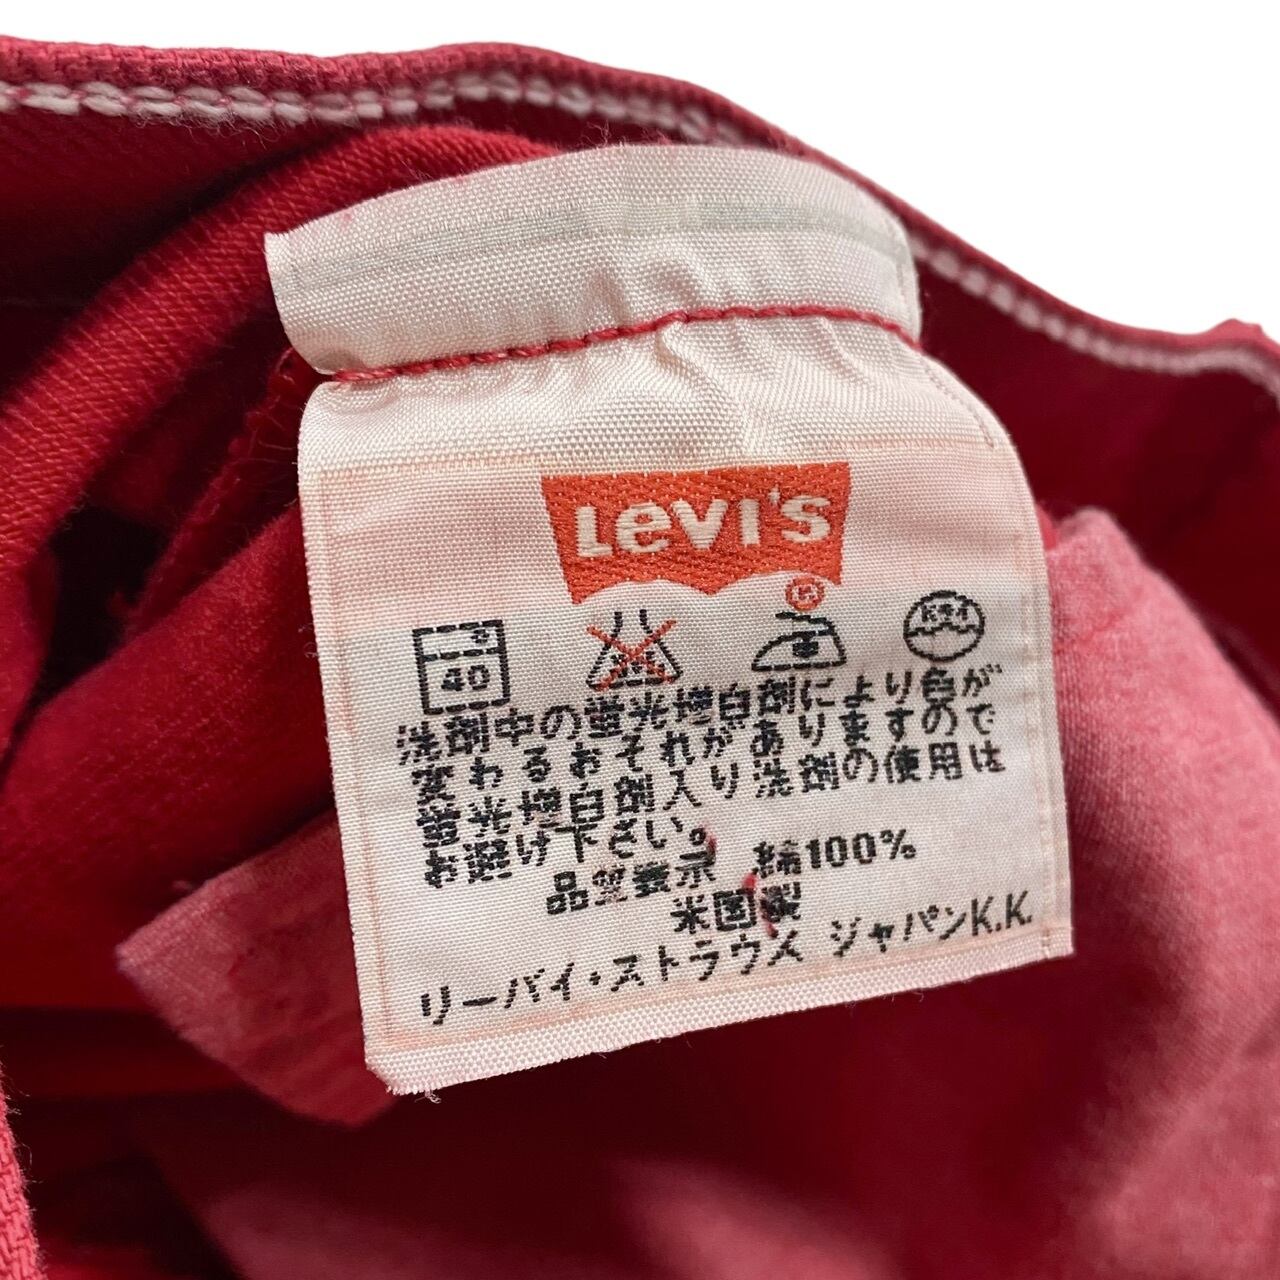 Levi's
®
40
洗剤中の蛍光増白剤により色が
変わるおそれがありますので
蛍光増白剤入り洗剤の使用は
お避け下さい。
品質表示 綿100%
米国製
リーバイ・ストラウス ジャパンK.K.